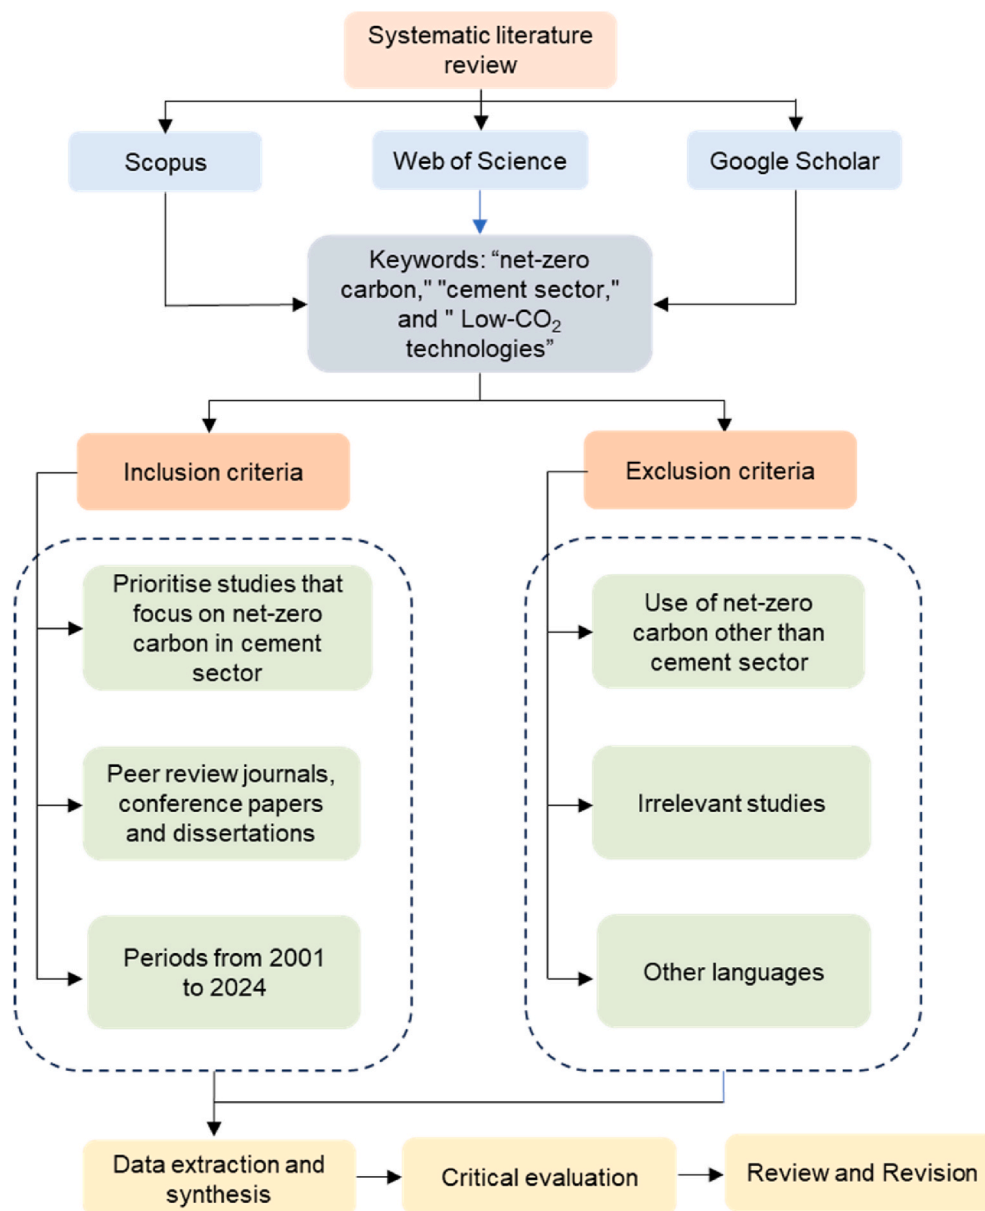 Systematic literature
review
Scopus
Web of Science
Google Scholar
Keywords: “net-zero
carbon," "cement sector,"
and " Low-CO₂
technologies”
Inclusion criteria
Exclusion criteria
Prioritise studies that
focus on net-zero
carbon in cement
sector
Use of net-zero
carbon other than
cement sector
Peer review journals,
conference papers
and dissertations
Irrelevant studies
Periods from 2001
to 2024
Other languages
Data extraction and
synthesis
Critical evaluation
Review and Revision